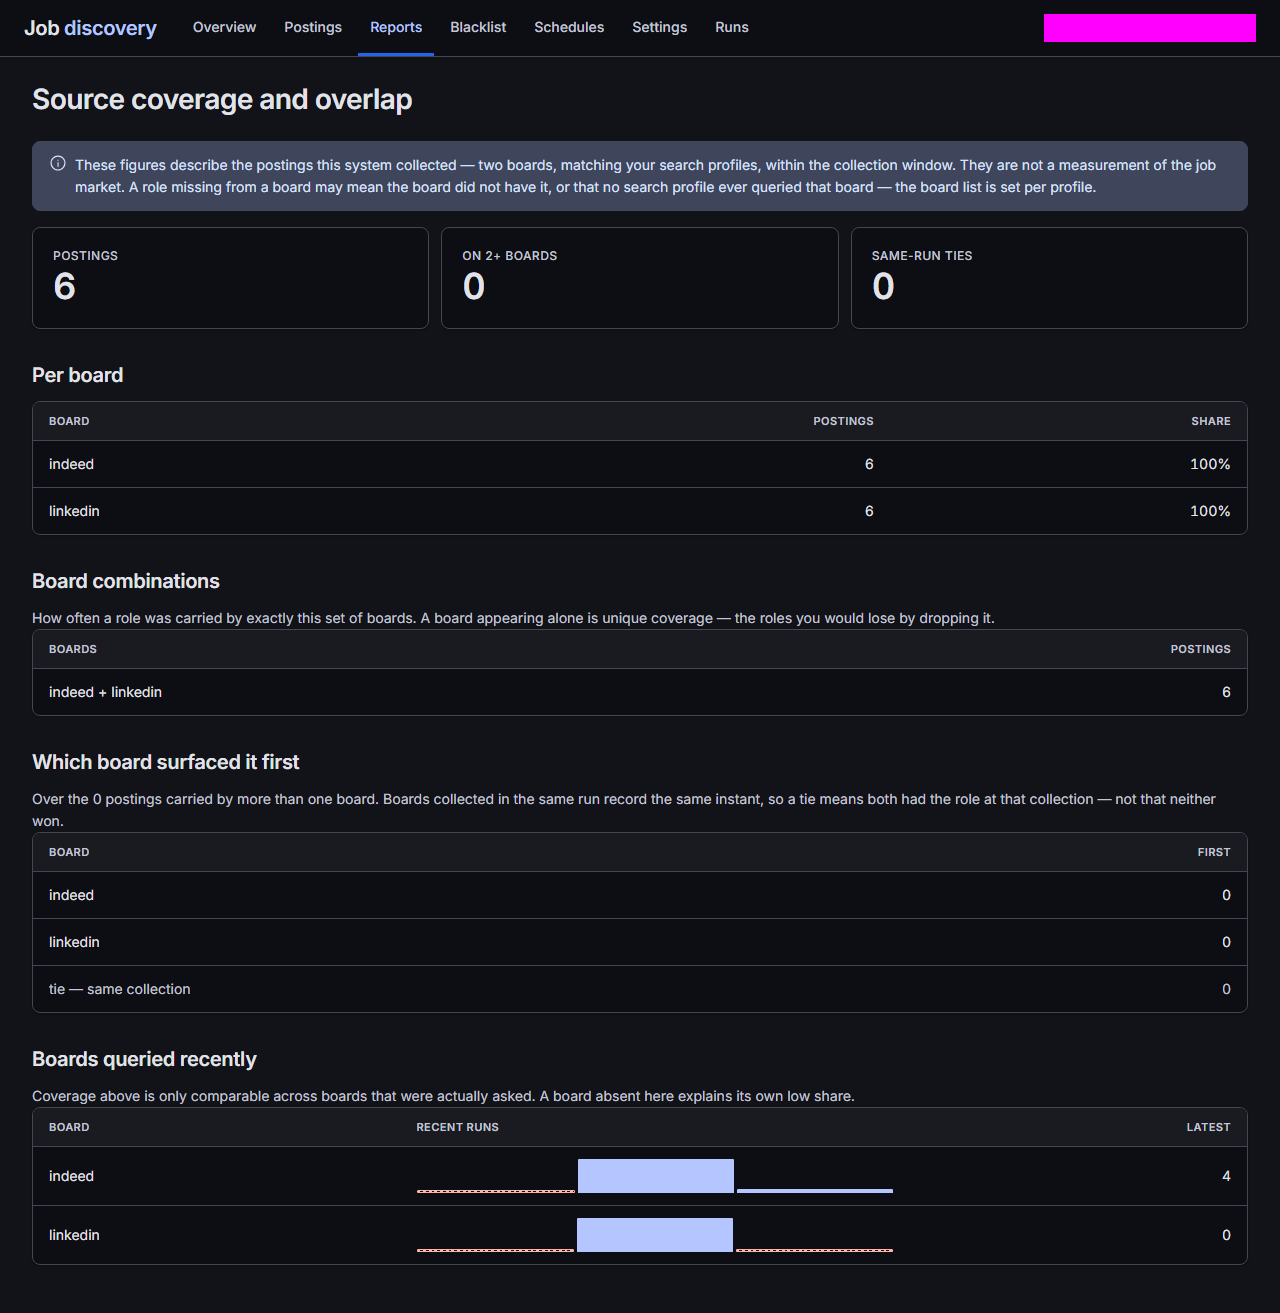 Job discovery
Overview Postings Reports Blacklist Schedules Settings Runs
Source coverage and overlap
These figures describe the postings this system collected — two boards, matching your search profiles, within the collection window. They are not a measurement of the job
market. A role missing from a board may mean the board did not have it, or that no search profile ever queried that board — the board list is set per profile.
POSTINGS
6
ON 2+ BOARDS
0
SAME-RUN TIES
0
Per board
BOARD POSTINGS SHARE
indeed 6 100%
linkedin 6 100%
Board combinations
How often a role was carried by exactly this set of boards. A board appearing alone is unique coverage — the roles you would lose by dropping it.
BOARDS POSTINGS
indeed + linkedin 6
Which board surfaced it first
Over the 0 postings carried by more than one board. Boards collected in the same run record the same instant, so a tie means both had the role at that collection — not that neither
won.
BOARD FIRST
indeed 0
linkedin 0
tie — same collection 0
Boards queried recently
Coverage above is only comparable across boards that were actually asked. A board absent here explains its own low share.
BOARD RECENT RUNS LATEST
indeed 4
linkedin 0